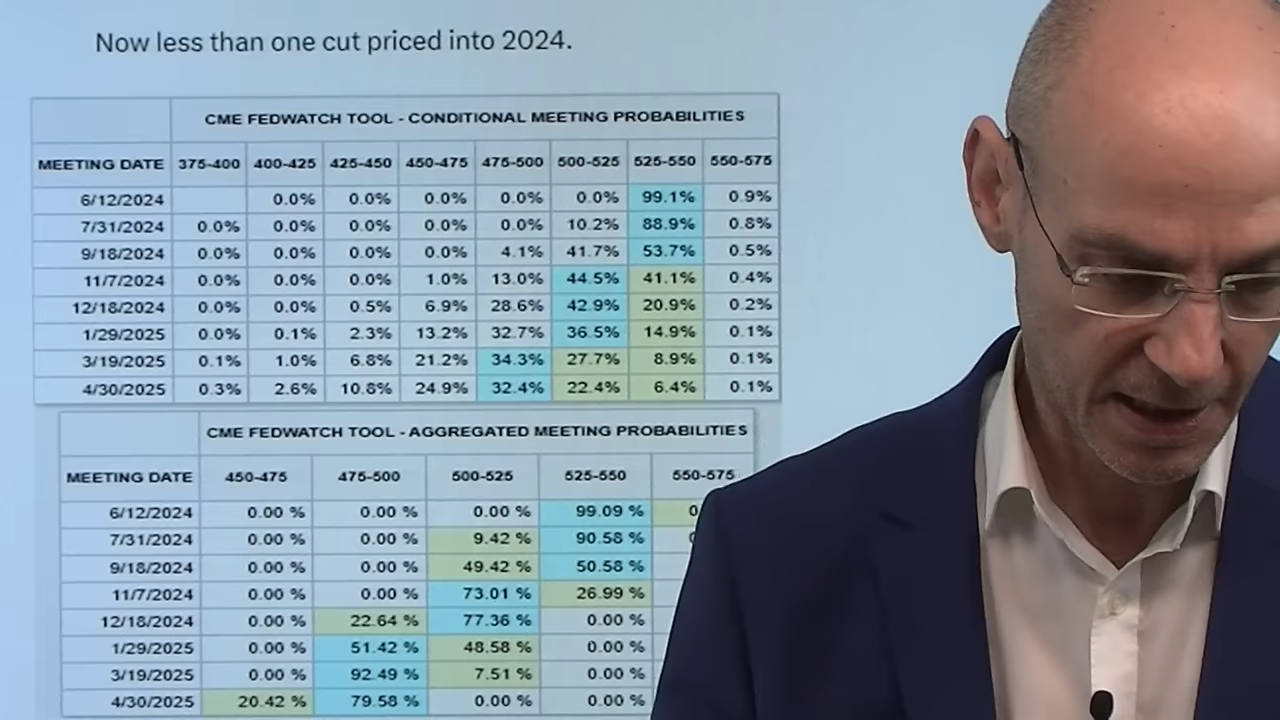 Now less than one cut priced into 2024.
CME FEDWATCH TOOL - CONDITIONAL MEETING PROBABILITIES
MEETING DATE 375-400 400-425 425-450 450-475 475-500 500-525 525-550 550-575
6/12/2024 0.0% 0.0% 0.0% 0.0% 0.0% 99.1% 0.9%
7/31/2024 0.0% 0.0% 0.0% 0.0% 0.0% 10.2% 88.9% 0.8%
9/18/2024 0.0% 0.0% 0.0% 0.0% 4.1% 41.7% 53.7% 0.5%
11/7/2024 0.0% 0.0% 0.0% 1.0% 13.0% 44.5% 41.1% 0.4%
12/18/2024 0.0% 0.0% 0.5% 6.9% 28.6% 42.9% 20.9% 0.2%
1/29/2025 0.0% 0.1% 2.3% 13.2% 32.7% 36.5% 14.9% 0.1%
3/19/2025 0.1% 1.0% 6.8% 21.2% 34.3% 27.7% 8.9% 0.1%
4/30/2025 0.3% 2.6% 10.8% 24.9% 32.4% 22.4% 6.4% 0.1%
CME FEDWATCH TOOL - AGGREGATED MEETING PROBABILITIES
MEETING DATE 450-475 475-500 500-525 525-550 550-575
6/12/2024 0.00 % 0.00 % 0.00 % 99.09 % 0
7/31/2024 0.00 % 0.00 % 9.42 % 90.58 %
9/18/2024 0.00 % 0.00 % 49.42 % 50.58 %
11/7/2024 0.00 % 0.00 % 73.01 % 26.99 %
12/18/2024 0.00 % 22.64 % 77.36 % 0.00 %
1/29/2025 0.00 % 51.42 % 48.58 % 0.00 %
3/19/2025 0.00 % 92.49 % 7.51 % 0.00 %
4/30/2025 20.42 % 79.58 % 0.00 % 0.00 %